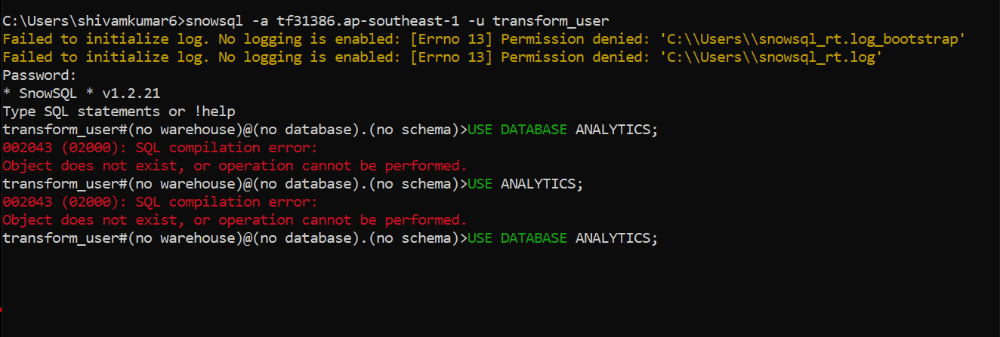 C:\Users\shivamkumar6>snowsql -a tf31386.ap-southeast-1 -u transform_user
Failed to initialize log. No logging is enabled: [Errno 13] Permission denied: 'C:\\Users\\snowsql_rt.log_bootstrap'
Failed to initialize log. No logging is enabled: [Errno 13] Permission denied: 'C:\\Users\\snowsql_rt.log'
Password:
* SnowSQL * v1.2.21
Type SQL statements or !help
transform_user#(no warehouse)@(no database).(no schema)>USE DATABASE ANALYTICS;
002043 (02000): SQL compilation error:
Object does not exist, or operation cannot be performed.
transform_user#(no warehouse)@(no database).(no schema)>USE ANALYTICS;
002043 (02000): SQL compilation error:
Object does not exist, or operation cannot be performed.
transform_user#(no warehouse)@(no database).(no schema)>USE DATABASE ANALYTICS;